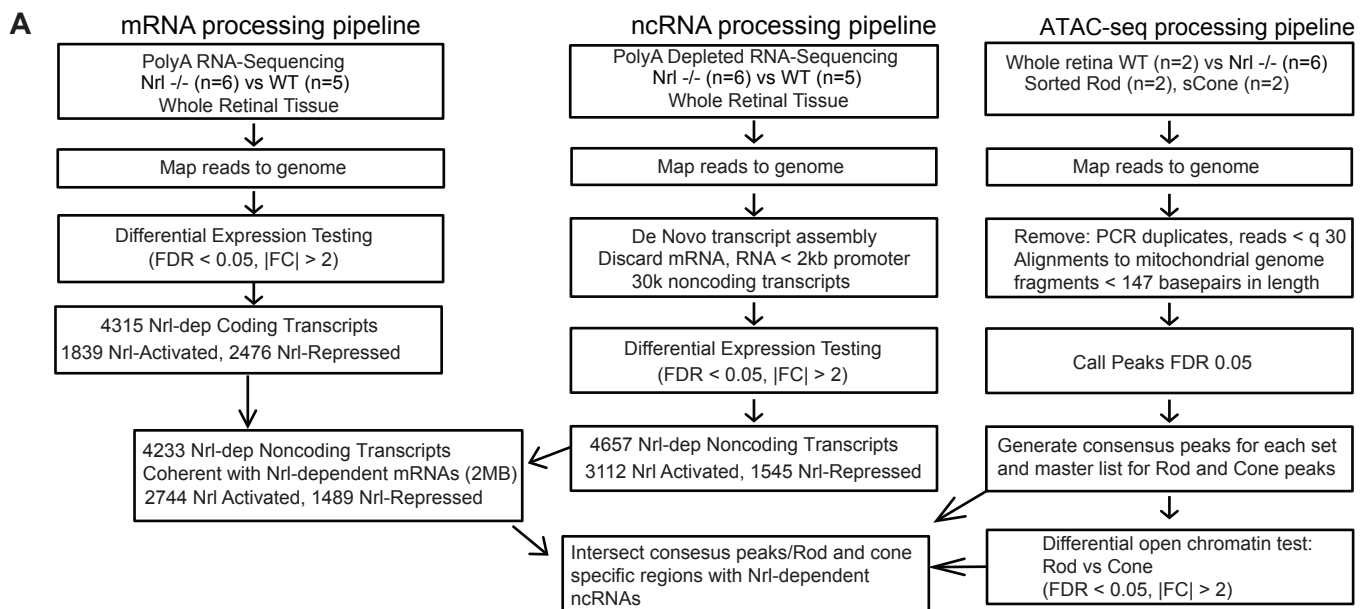 A
mRNA processing pipeline
PolyA RNA-Sequencing
Nrl -/- (n=6) vs WT (n=5)
Whole Retinal Tissue
Map reads to genome
Differential Expression Testing
(FDR < 0.05, |FC| > 2)
4315 Nrl-dep Coding Transcripts
1839 Nrl-Activated, 2476 Nrl-Repressed
4233 Nrl-dep Noncoding Transcripts
Coherent with Nrl-dependent mRNAs (2MB)
2744 Nrl Activated, 1489 Nrl-Repressed
ncRNA processing pipeline
PolyA Depleted RNA-Sequencing
Nrl -/- (n=6) vs WT (n=5)
Whole Retinal Tissue
Map reads to genome
De Novo transcript assembly
Discard mRNA, RNA < 2kb promoter
30k noncoding transcripts
Differential Expression Testing
(FDR < 0.05, |FC| > 2)
4657 Nrl-dep Noncoding Transcripts
3112 Nrl Activated, 1545 Nrl-Repressed
Intersect consesus peaks/Rod and cone
specific regions with Nrl-dependent
ncRNAs
ATAC-seq processing pipeline
Whole retina WT (n=2) vs Nrl -/- (n=6)
Sorted Rod (n=2), sCone (n=2)
Map reads to genome
Remove: PCR duplicates, reads < q 30
Alignments to mitochondrial genome
fragments < 147 basepairs in length
Call Peaks FDR 0.05
Generate consensus peaks for each set
and master list for Rod and Cone peaks
Differential open chromatin test:
Rod vs Cone
(FDR < 0.05, |FC| > 2)